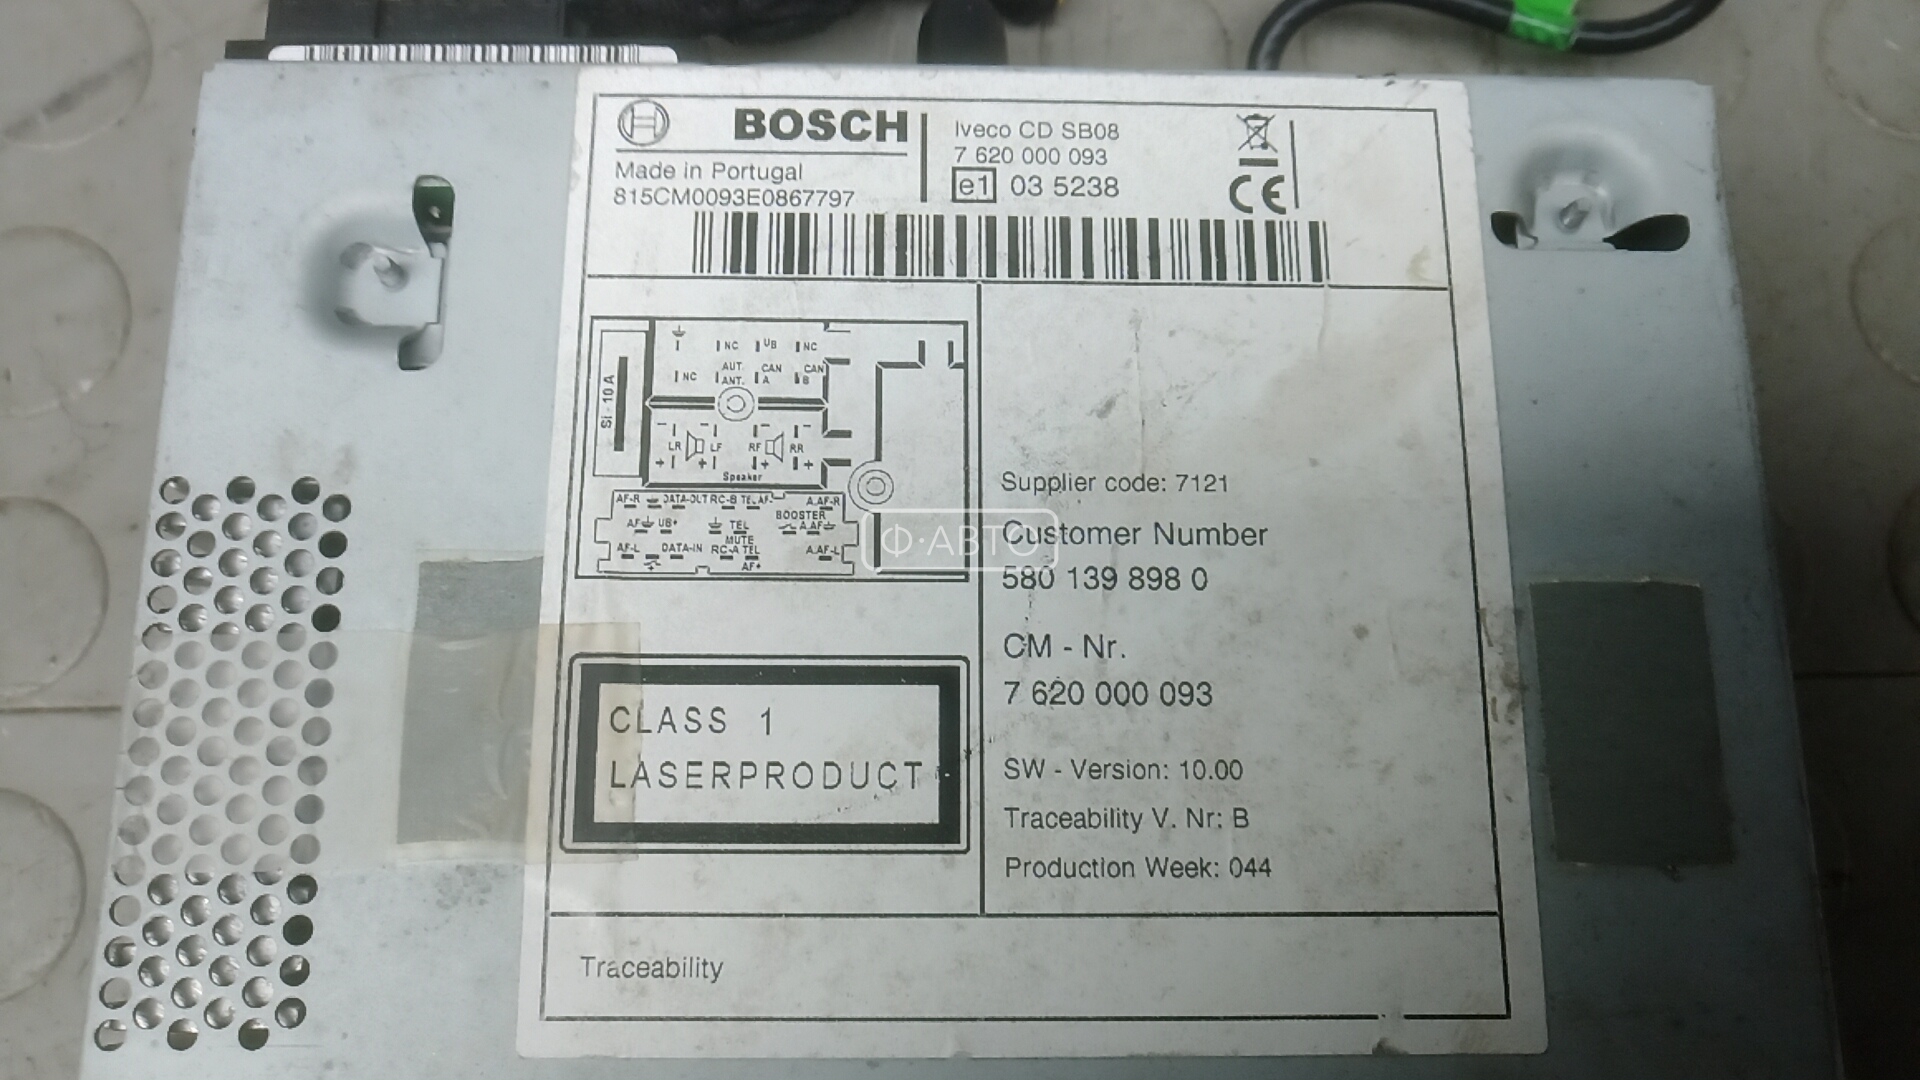 BOSCH
Made in Portugal
815CM0093E0867797
Iveco CD SB08
7 620 000 093
e1 03 5238
CE
NC UB NC
NC AUT. ANT. CAN A CAN B
Si - 10 A
LR LF RF RR
Speaker
AF-R DATA-OUT RC-B TEL AF- A.AF-R
BOOSTER
AF UB+ TEL A.AF
MUTE
AF-L DATA-IN RC-A TEL A.AF-L
AF+
CLASS 1
LASERPRODUCT
Supplier code: 7121
Customer Number
580 139 898 0
CM - Nr.
7 620 000 093
SW - Version: 10.00
Traceability V. Nr: B
Production Week: 044
Traceability
Ф·АВТО